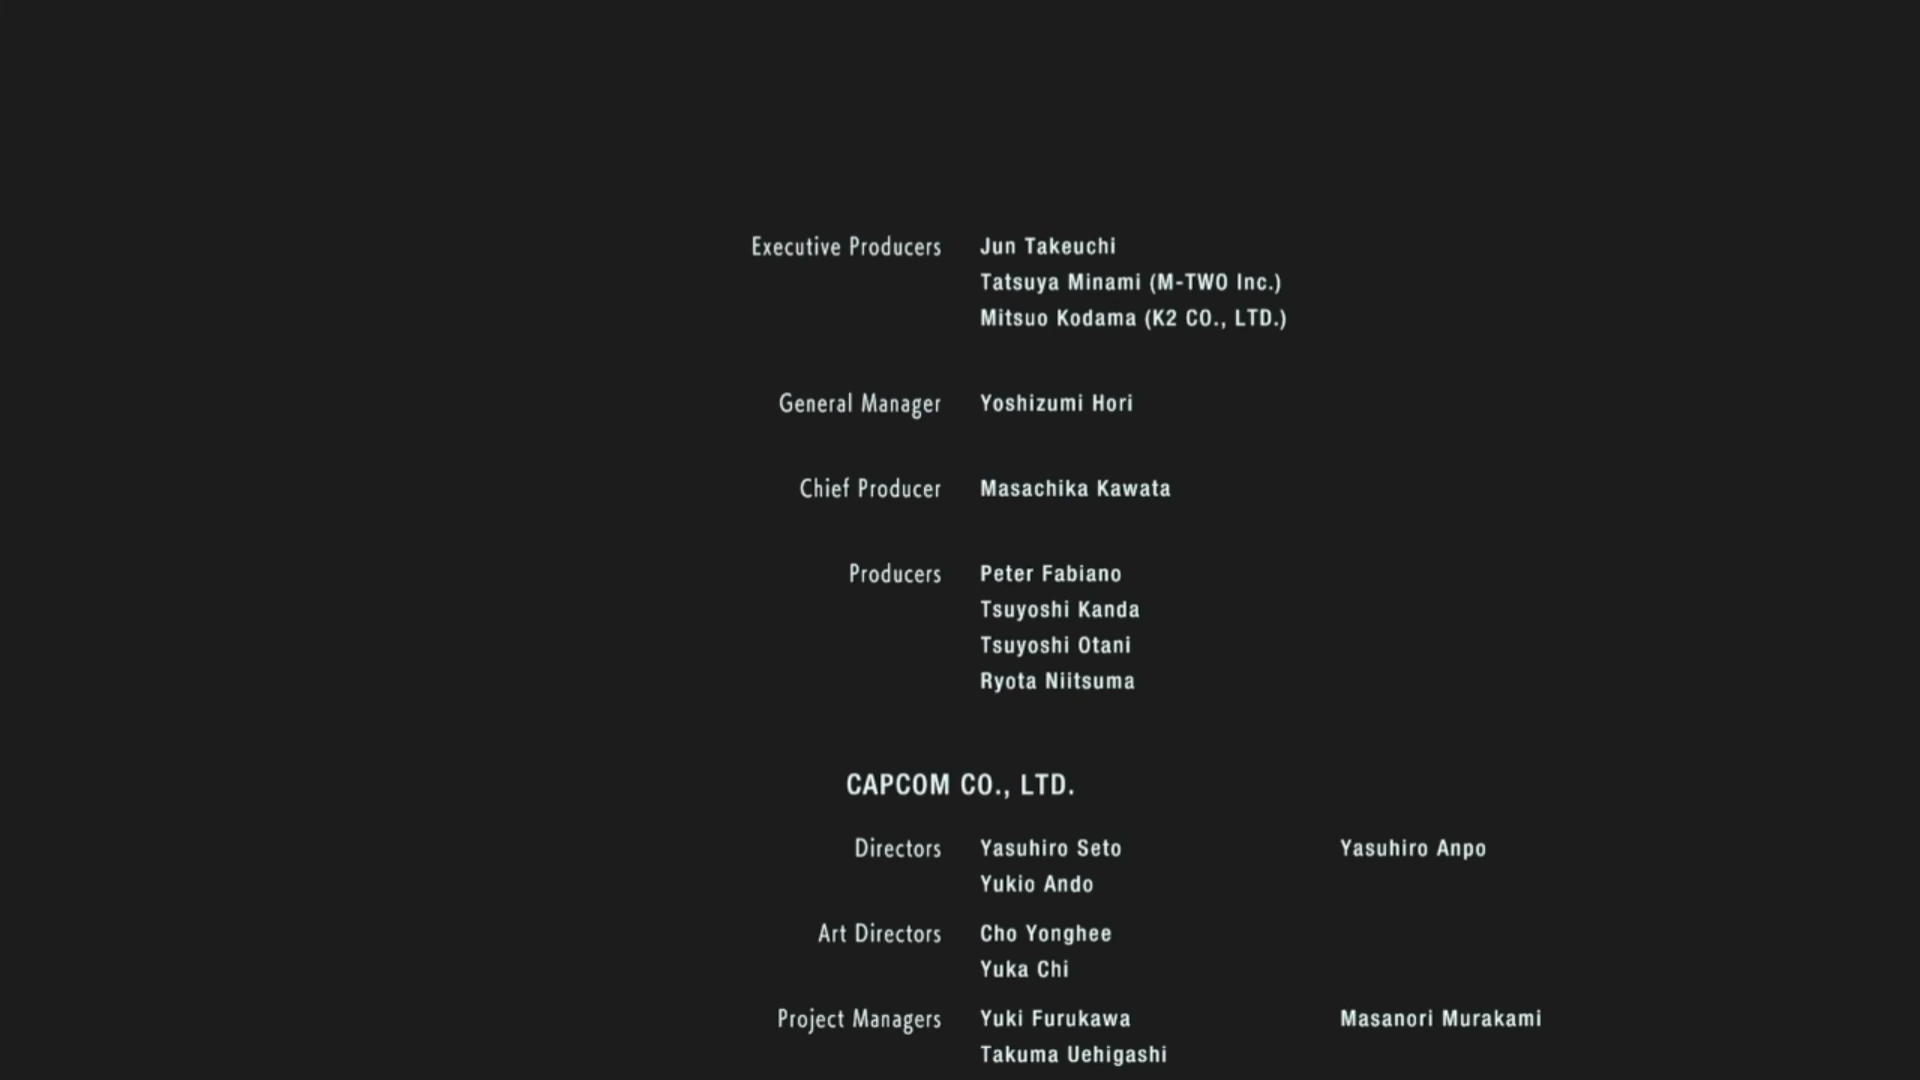 Executive Producers Jun Takeuchi
Tatsuya Minami (M-TWO Inc.)
Mitsuo Kodama (K2 CO., LTD.)
General Manager Yoshizumi Hori
Chief Producer Masachika Kawata
Producers Peter Fabiano
Tsuyoshi Kanda
Tsuyoshi Otani
Ryota Niitsuma
CAPCOM CO., LTD.
Directors Yasuhiro Seto Yasuhiro Anpo
Yukio Ando
Art Directors Cho Yonghee
Yuka Chi
Project Managers Yuki Furukawa Masanori Murakami
Takuma Uehigashi